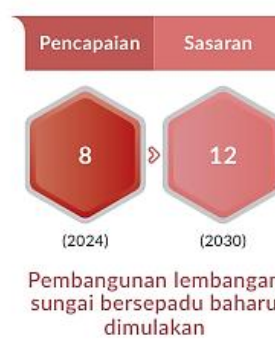 Pencapaian Sasaran
8 12
(2024) (2030)
Pembangunan lembangan
sungai bersepadu baharu
dimulakan